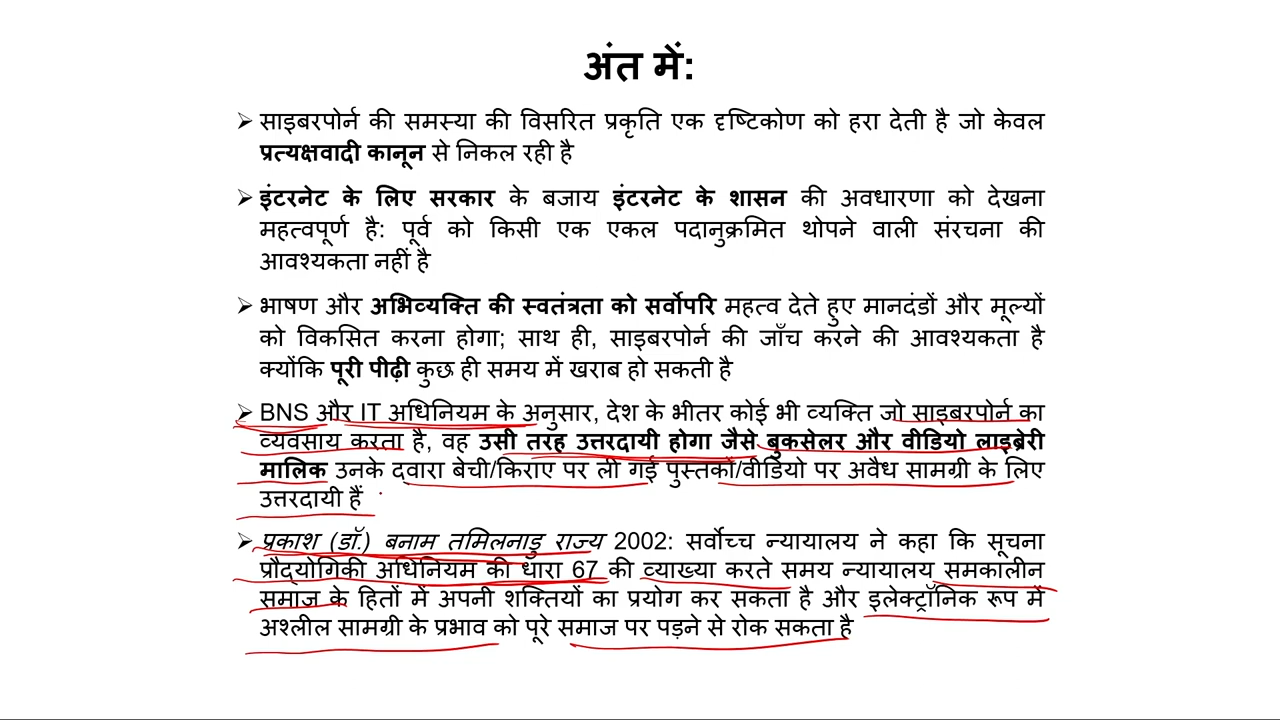 अंत में:
➢ साइबरपोर्न की समस्या की विसरित प्रकृति एक दृष्टिकोण को हरा देती है जो केवल
प्रत्यक्षवादी कानून से निकल रही है
➢ इंटरनेट के लिए सरकार के बजाय इंटरनेट के शासन की अवधारणा को देखना
महत्वपूर्ण है: पूर्व को किसी एक एकल पदानुक्रमित थोपने वाली संरचना की
आवश्यकता नहीं है
➢ भाषण और अभिव्यक्ति की स्वतंत्रता को सर्वोपरि महत्व देते हुए मानदंडों और मूल्यों
को विकसित करना होगा; साथ ही, साइबरपोर्न की जाँच करने की आवश्यकता है
क्योंकि पूरी पीढ़ी कुछ ही समय में खराब हो सकती है
➢ BNS और IT अधिनियम के अनुसार, देश के भीतर कोई भी व्यक्ति जो साइबरपोर्न का
व्यवसाय करता है, वह उसी तरह उत्तरदायी होगा जैसे बुकसेलर और वीडियो लाइब्रेरी
मालिक उनके द्वारा बेची/किराए पर ली गई पुस्तकों/वीडियो पर अवैध सामग्री के लिए
उत्तरदायी हैं
➢ प्रकाश (डॉ.) बनाम तमिलनाडु राज्य 2002: सर्वोच्च न्यायालय ने कहा कि सूचना
प्रौद्योगिकी अधिनियम की धारा 67 की व्याख्या करते समय न्यायालय समकालीन
समाज के हितों में अपनी शक्तियों का प्रयोग कर सकता है और इलेक्ट्रॉनिक रूप में
अश्लील सामग्री के प्रभाव को पूरे समाज पर पड़ने से रोक सकता है